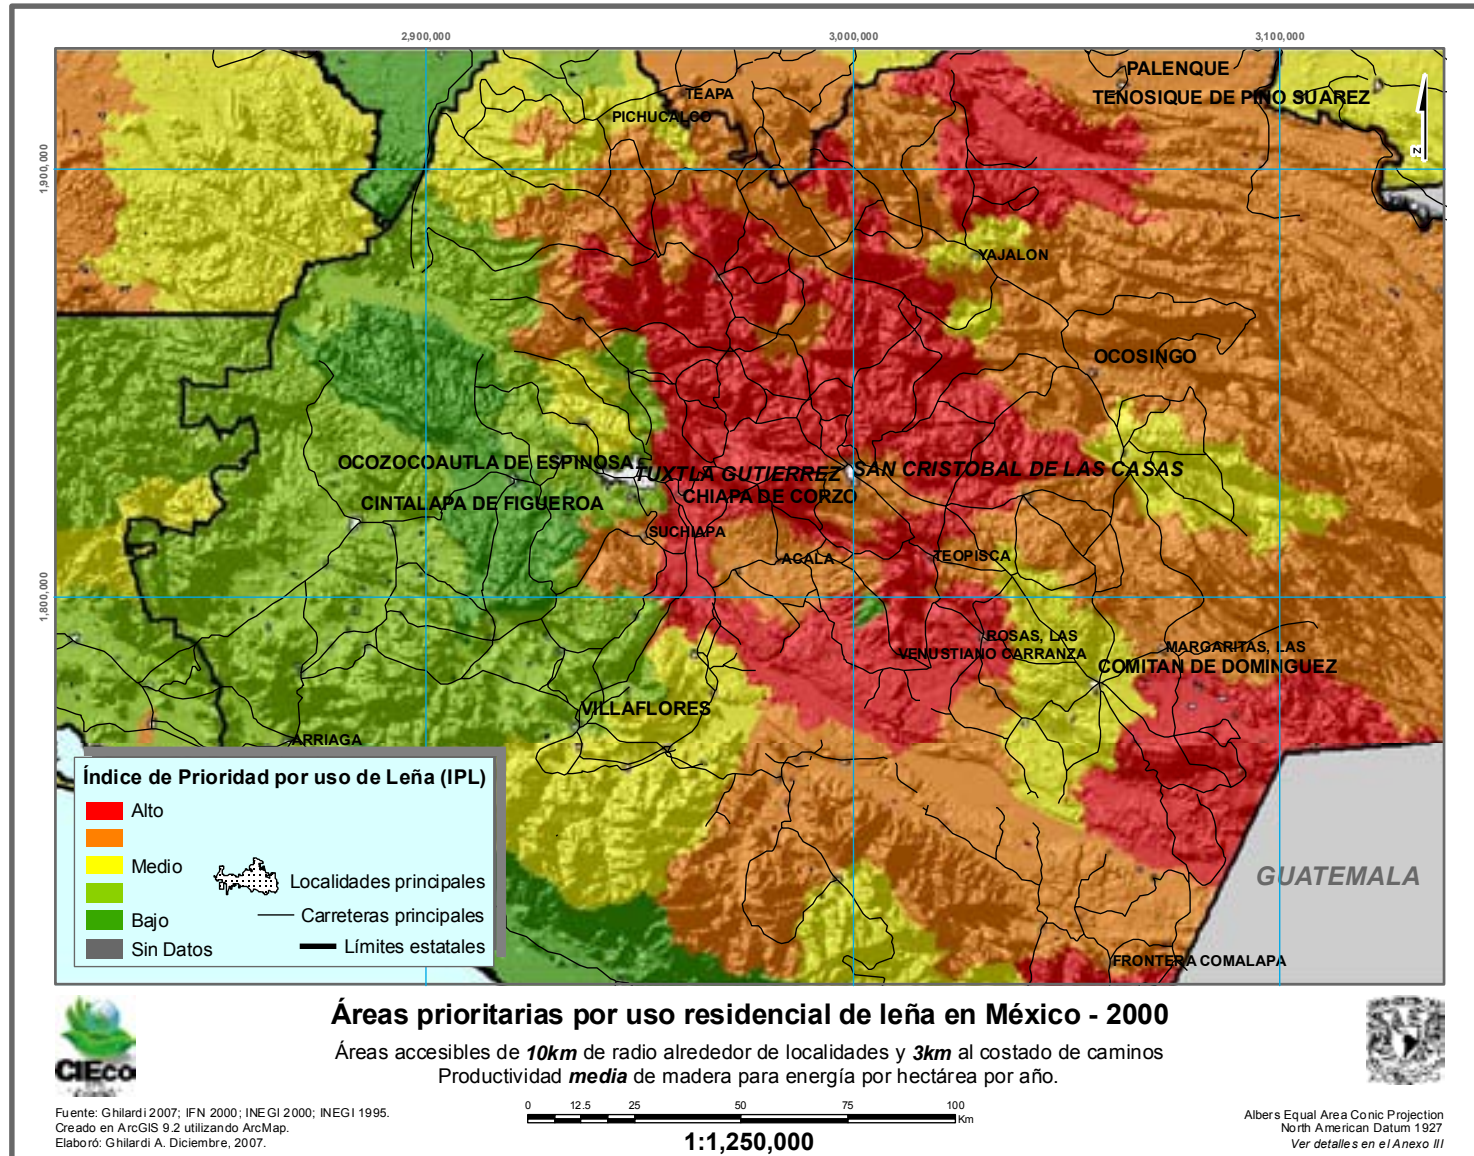 2,900,000
3,000,000
3,100,000
1,900,000
1,800,000
PALENQUE
TENOSIQUE DE PINO SUAREZ
TEAPA
PICHUCALCO
N
YAJALON
OCOSINGO
OCOZOCOAUTLA DE ESPINOSA
TUXTLA GUTIERREZ
SAN CRISTOBAL DE LAS CASAS
CINTALAPA DE FIGUEROA
CHIAPA DE CORZO
SUCHIAPA
ACALA
TEOPISCA
ROSAS, LAS
VENUSTIANO CARRANZA
MARGARITAS, LAS
COMITAN DE DOMINGUEZ
VILLAFLORES
ARRIAGA
GUATEMALA
FRONTERA COMALAPA
Índice de Prioridad por uso de Leña (IPL)
Alto
Medio
Bajo
Sin Datos
Localidades principales
Carreteras principales
Límites estatales
CIEco
Áreas prioritarias por uso residencial de leña en México - 2000
Áreas accesibles de 10km de radio alrededor de localidades y 3km al costado de caminos
Productividad media de madera para energía por hectárea por año.
Fuente: Ghilardi 2007; IFN 2000; INEGI 2000; INEGI 1995.
Creado en ArcGIS 9.2 utilizando ArcMap.
Elaboró: Ghilardi A. Diciembre, 2007.
0 12.5 25 50 75 100
Km
1:1,250,000
Albers Equal Area Conic Projection
North American Datum 1927
Ver detalles en el Anexo III